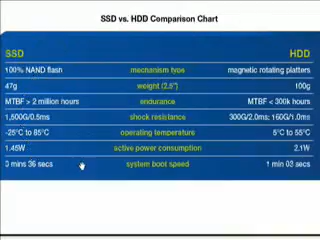 SSD vs. HDD Comparison Chart
SSD HDD
100% NAND flash mechanism type magnetic rotating platters
47g weight (2.5") 100g
MTBF > 2 million hours endurance MTBF < 300k hours
1,500G/0.5ms shock resistance 300G/2.0ms; 160G/1.0ms
-25°C to 85°C operating temperature 5°C to 55°C
1.45W active power consumption 2.1W
3 mins 36 secs system boot speed 1 min 03 secs